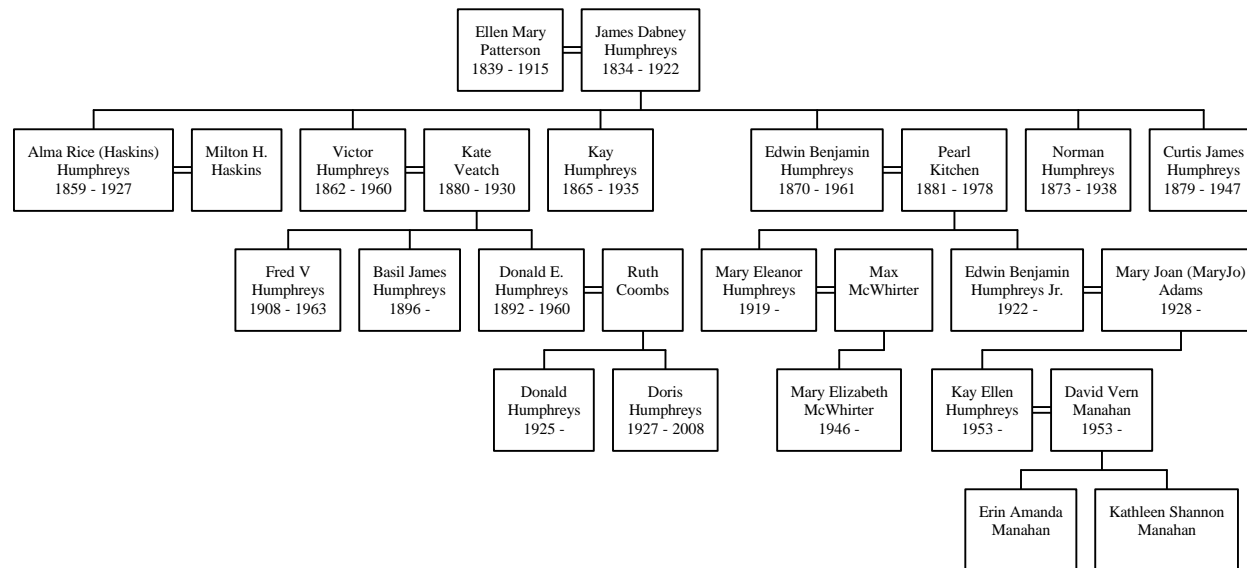 Ellen Mary
Patterson
1839 - 1915
James Dabney
Humphreys
1834 - 1922
Alma Rice (Haskins)
Humphreys
1859 - 1927
Milton H.
Haskins
Victor
Humphreys
1862 - 1960
Kate
Veatch
1880 - 1930
Kay
Humphreys
1865 - 1935
Edwin Benjamin
Humphreys
1870 - 1961
Pearl
Kitchen
1881 - 1978
Norman
Humphreys
1873 - 1938
Curtis James
Humphreys
1879 - 1947
Fred V
Humphreys
1908 - 1963
Basil James
Humphreys
1896 -
Donald E.
Humphreys
1892 - 1960
Ruth
Coombs
Mary Eleanor
Humphreys
1919 -
Max
McWhirter
Edwin Benjamin
Humphreys Jr.
1922 -
Mary Joan (MaryJo)
Adams
1928 -
Donald
Humphreys
1925 -
Doris
Humphreys
1927 - 2008
Mary Elizabeth
McWhirter
1946 -
Kay Ellen
Humphreys
1953 -
David Vern
Manahan
1953 -
Erin Amanda
Manahan
Kathleen Shannon
Manahan